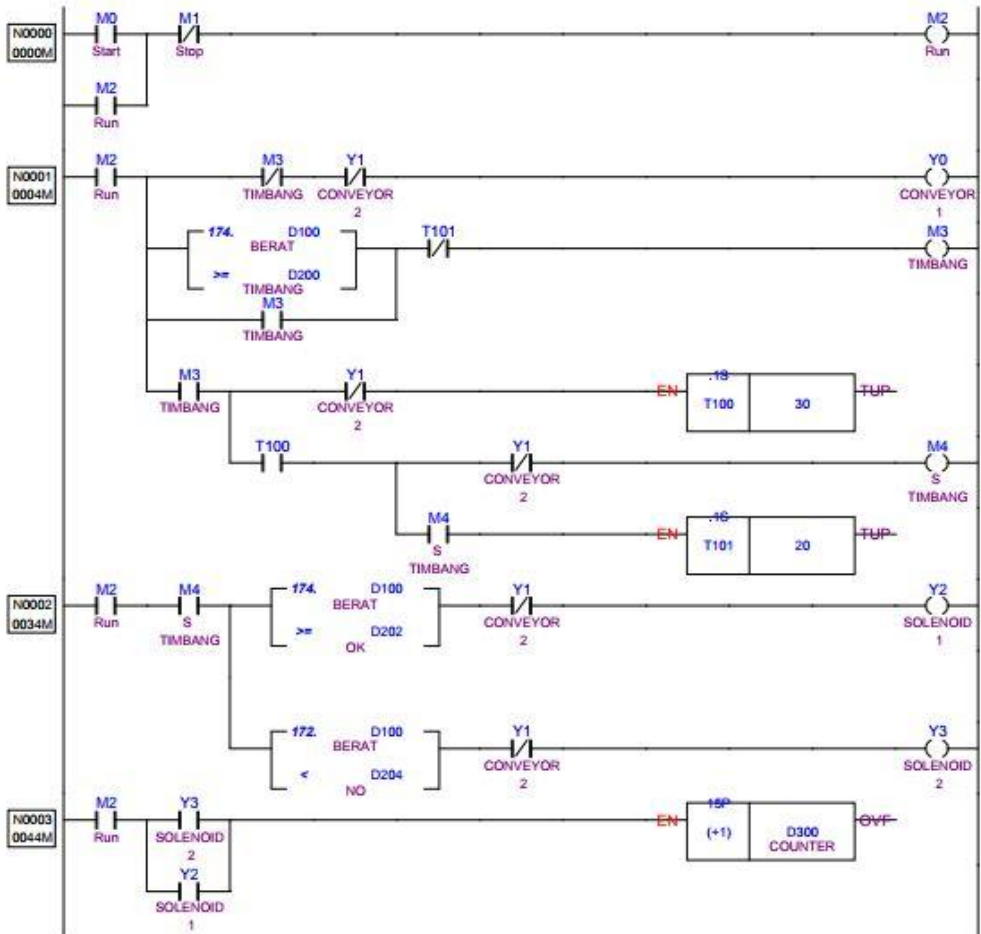 M0 M1 M2
N0000
0000M
Start Stop Run
M2
Run
M2 M3 Y1 Y0
N0001
0004M
Run TIMBANG CONVEYOR 2 CONVEYOR 1
174. D100 T101 M3
BERAT
>= D200 TIMBANG
TIMBANG
M3
TIMBANG
M3 Y1 .1S
EN T100 30 TUP
TIMBANG CONVEYOR 2
T100 Y1 M4
CONVEYOR 2 S TIMBANG
M4 .1S
EN T101 20 TUP
S TIMBANG
M2 M4 174. D100 Y1 Y2
N0002
0034M
Run S TIMBANG BERAT CONVEYOR 2 SOLENOID 1
>= D202
OK
172. D100 Y1 Y3
BERAT CONVEYOR 2 SOLENOID 2
< D204
NO
M2 Y3 15P
N0003
0044M
EN (+1) D300 OVF
Run SOLENOID 2 COUNTER
Y2
SOLENOID 1